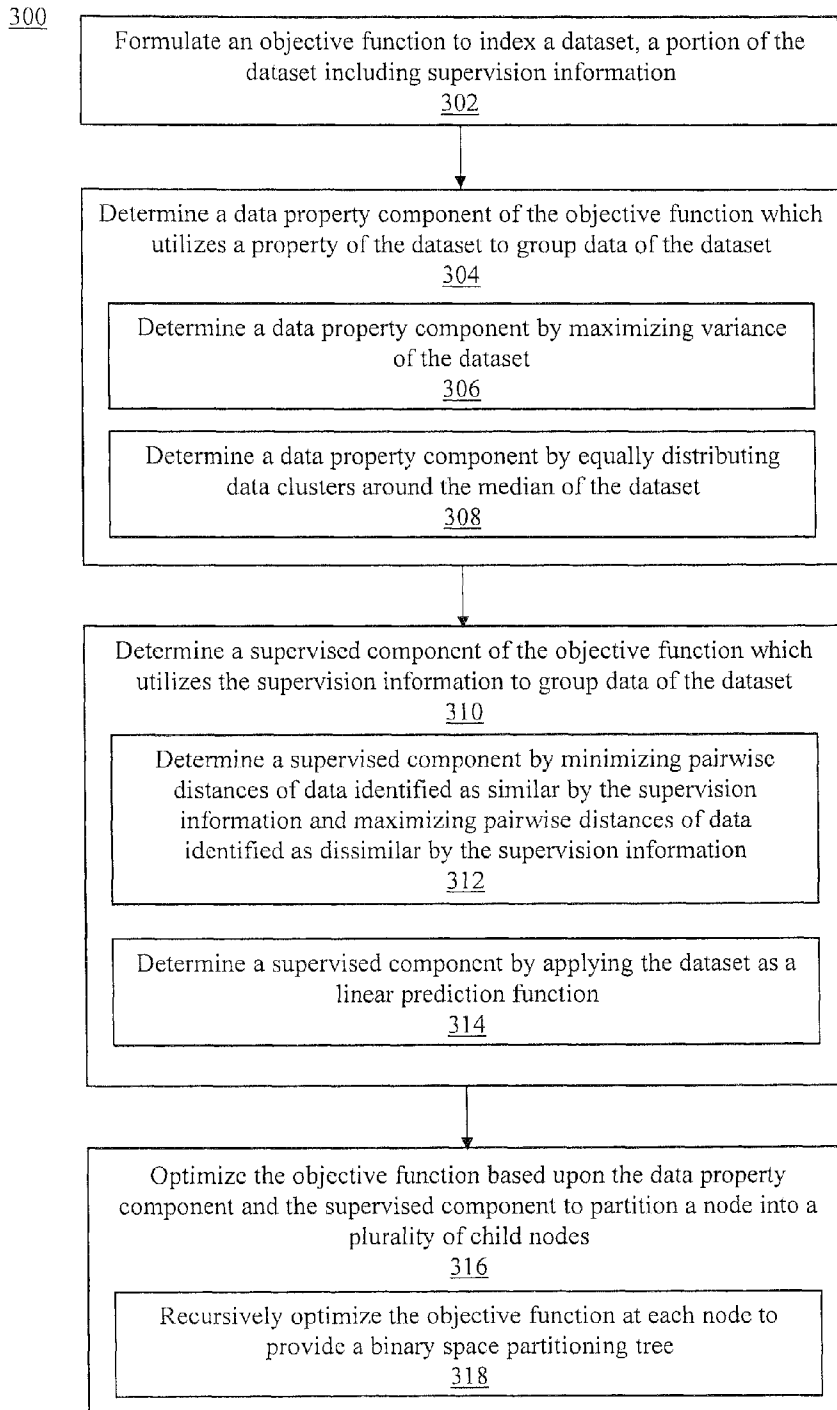 300
Formulate an objective function to index a dataset, a portion of the
dataset including supervision information
302
Determine a data property component of the objective function which
utilizes a property of the dataset to group data of the dataset
304
Determine a data property component by maximizing variance
of the dataset
306
Determine a data property component by equally distributing
data clusters around the median of the dataset
308
Determine a supervised component of the objective function which
utilizes the supervision information to group data of the dataset
310
Determine a supervised component by minimizing pairwise
distances of data identified as similar by the supervision
information and maximizing pairwise distances of data
identified as dissimilar by the supervision information
312
Determine a supervised component by applying the dataset as a
linear prediction function
314
Optimize the objective function based upon the data property
component and the supervised component to partition a node into a
plurality of child nodes
316
Recursively optimize the objective function at each node to
provide a binary space partitioning tree
318